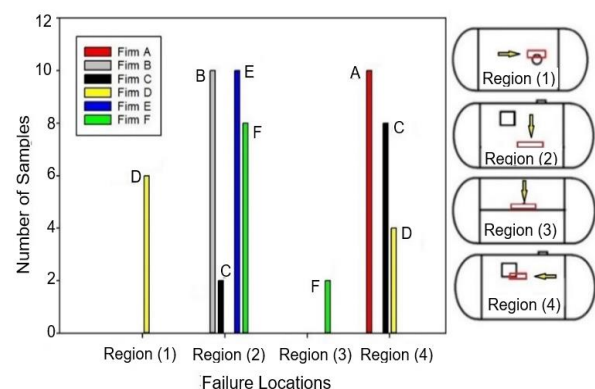 12
10
8
6
4
2
0
Number of Samples
Firm A
Firm B
Firm C
Firm D
Firm E
Firm F
D
B
C
E
F
F
A
C
D
Region (1)
Region (2)
Region (3)
Region (4)
Failure Locations
Region (1)
Region (2)
Region (3)
Region (4)